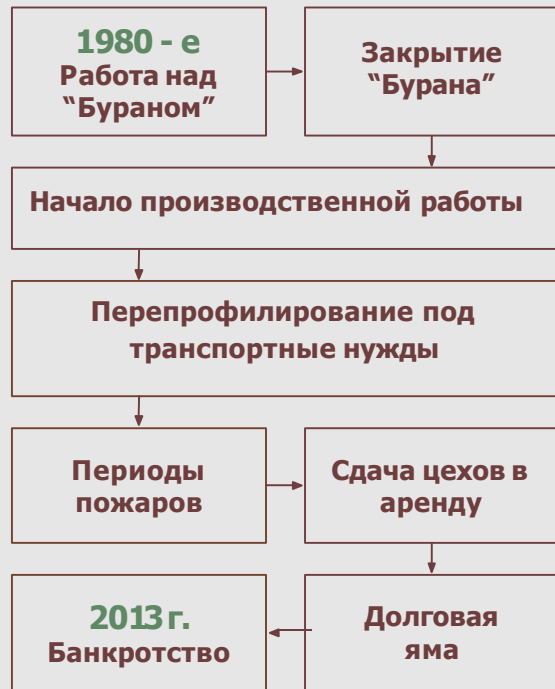 1980 - е
Работа над
“Бураном”
Закрытие
“Бурана”
Начало производственной работы
Перепрофилирование под
транспортные нужды
Периоды
пожаров
Сдача цехов в
аренду
Долговая
яма
2013 г.
Банкротство